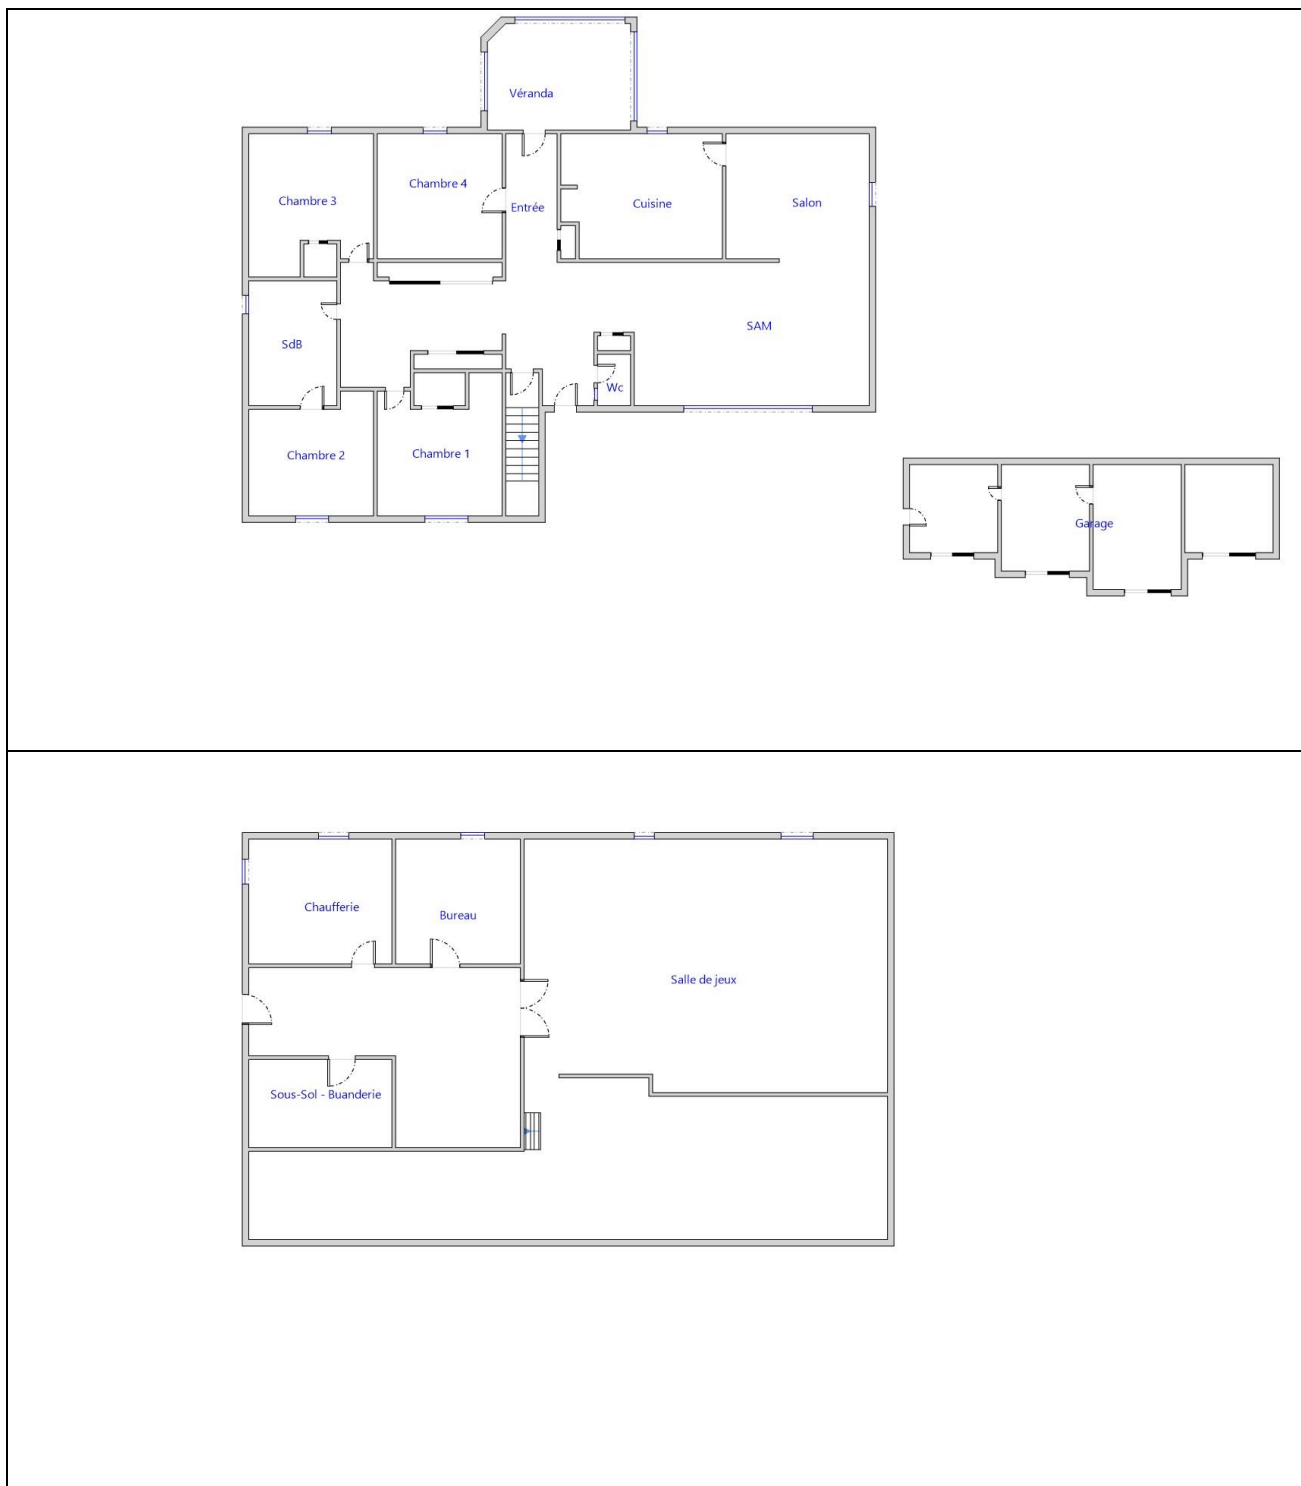 Véranda
Chambre 4
Chambre 3
Entrée
Cuisine
Salon
SAM
SdB
Wc
Chambre 2
Chambre 1
Garage
Chaufferie
Bureau
Salle de jeux
Sous-Sol - Buanderie